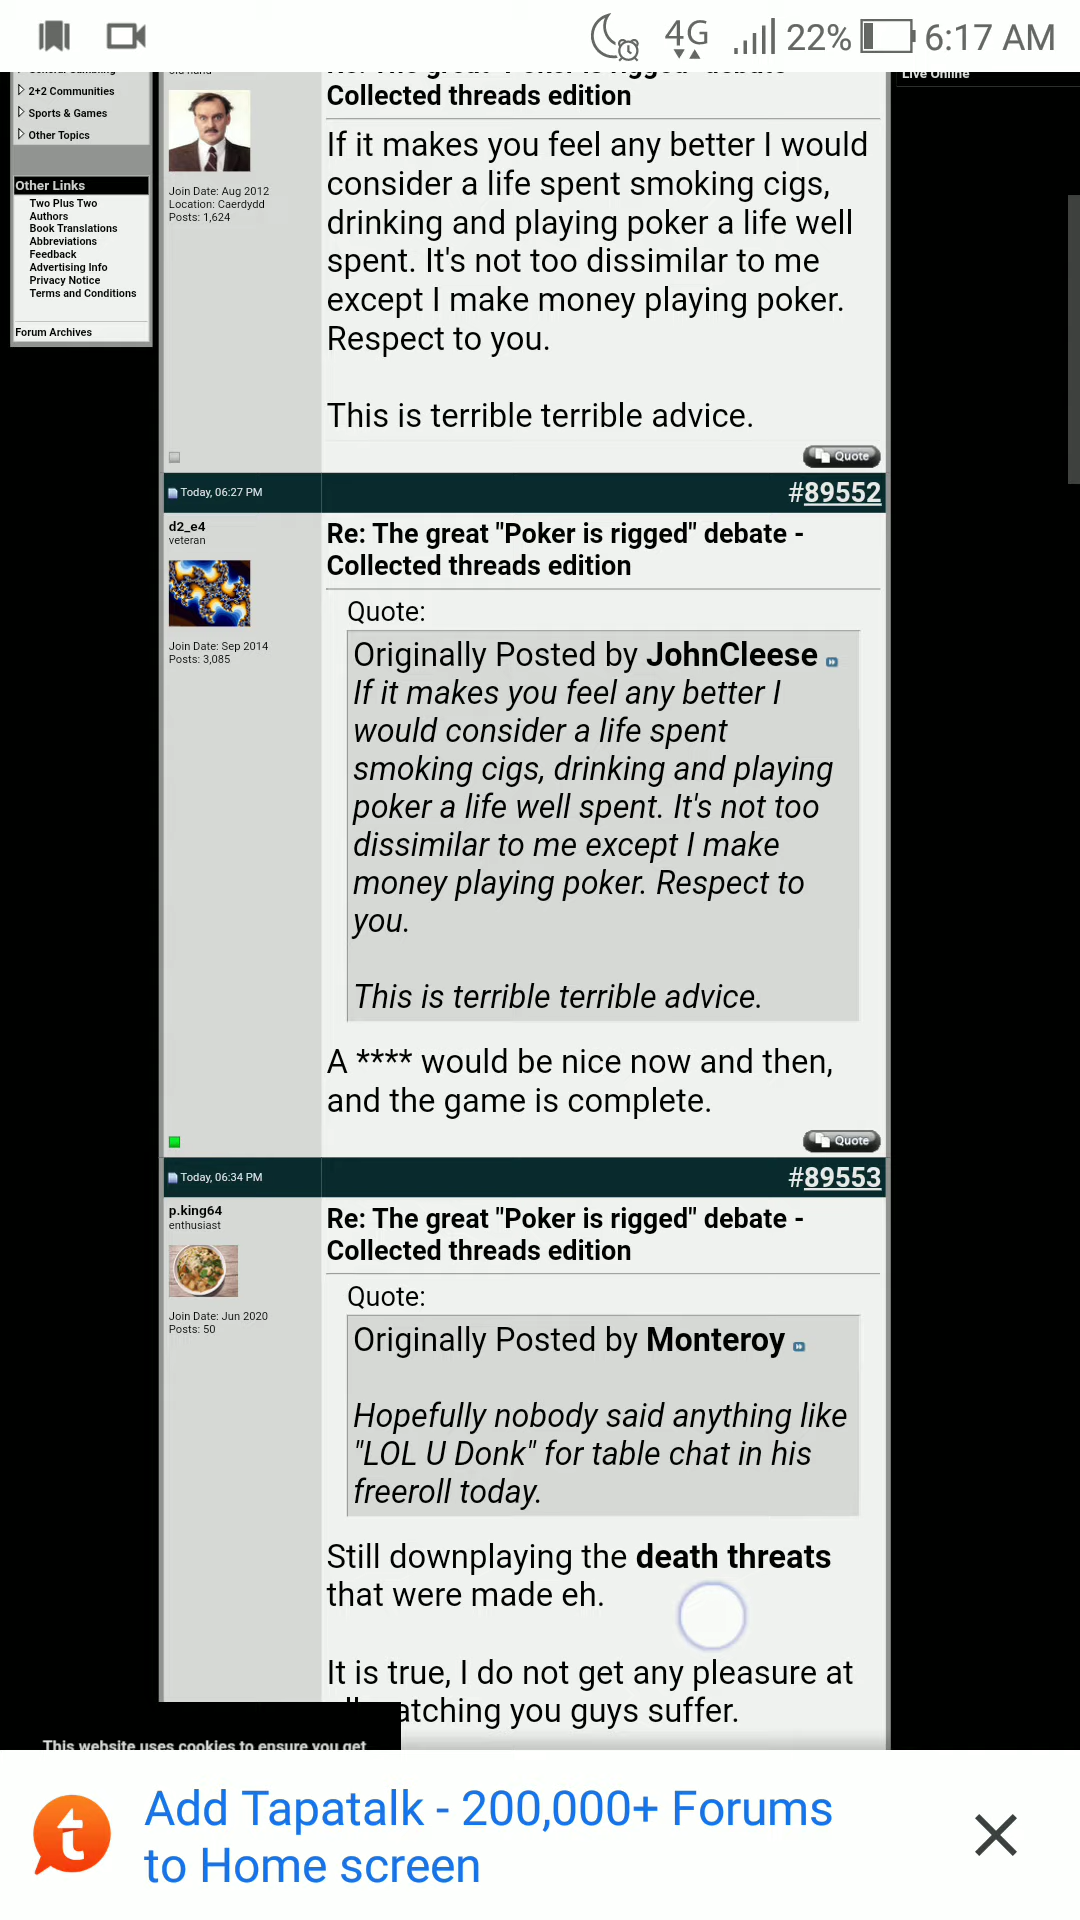 4G 22% 6:17 AM
2+2 Communities
Sports & Games
Other Topics
Other Links
Two Plus Two
Authors
Book Translations
Abbreviations
Feedback
Advertising Info
Privacy Notice
Terms and Conditions
Forum Archives
Live Online
Collected threads edition
Join Date: Aug 2012
Location: Caerdydd
Posts: 1,624
If it makes you feel any better I would
consider a life spent smoking cigs,
drinking and playing poker a life well
spent. It's not too dissimilar to me
except I make money playing poker.
Respect to you.
This is terrible terrible advice.
Quote
Today, 06:27 PM
#89552
d2_e4
veteran
Join Date: Sep 2014
Posts: 3,085
Re: The great "Poker is rigged" debate -
Collected threads edition
Quote:
Originally Posted by JohnCleese
If it makes you feel any better I
would consider a life spent
smoking cigs, drinking and playing
poker a life well spent. It's not too
dissimilar to me except I make
money playing poker. Respect to
you.
This is terrible terrible advice.
A **** would be nice now and then,
and the game is complete.
Quote
Today, 06:34 PM
#89553
p.king64
enthusiast
Join Date: Jun 2020
Posts: 50
Re: The great "Poker is rigged" debate -
Collected threads edition
Quote:
Originally Posted by Monteroy
Hopefully nobody said anything like
"LOL U Donk" for table chat in his
freeroll today.
Still downplaying the death threats
that were made eh.
It is true, I do not get any pleasure at
atching you guys suffer.
This website uses cookies to ensure you get
Add Tapatalk - 200,000+ Forums
to Home screen